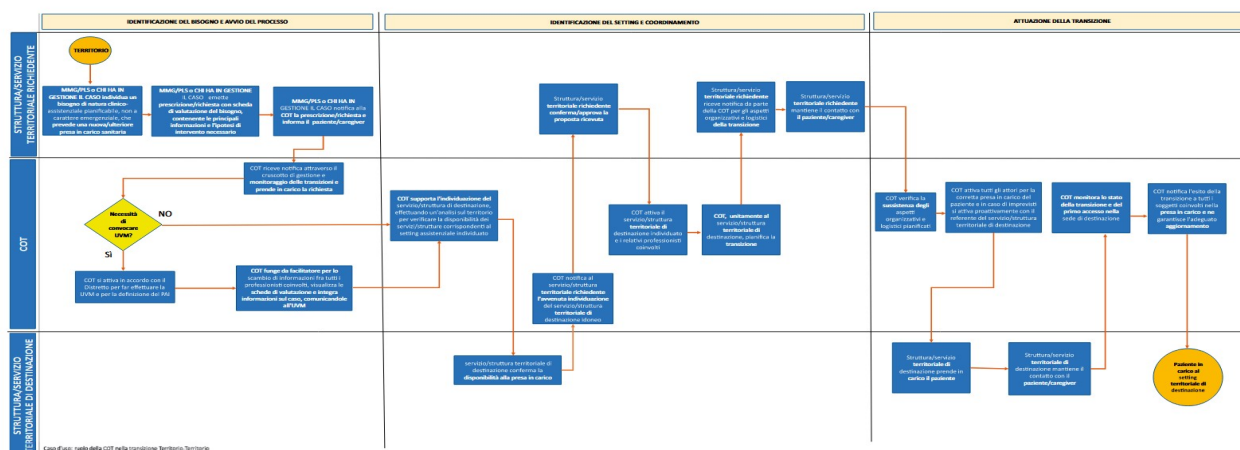 IDENTIFICAZIONE DEL BISOGNO E AVVIO DEL PROCESSO
IDENTIFICAZIONE DEL SETTING E COORDINAMENTO
ATTUAZIONE DELLA TRANSIZIONE
STRUTTURA/SERVIZIO
TERRITORIALE RICHIEDENTE
TERRITORIO
MMG/PLS o CHI HA IN
GESTIONE IL CASO individua un
bisogno di natura clinico-
assistenziale pianificabile, non a
carattere emergenziale, che
prevede una nuova/ulteriore
presa in carico sanitaria
MMG/PLS o CHI HA IN GESTIONE
IL CASO emette
prescrizione/richiesta con scheda
di valutazione del bisogno,
contenente le principali
informazioni e l'ipotesi di
intervento necessario
MMG/PLS o CHI HA IN
GESTIONE IL CASO notifica alla
COT la prescrizione/richiesta e
informa il paziente/caregiver
Struttura/servizio
territoriale richiedente
conferma/approva la
proposta ricevuta
Struttura/servizio
territoriale richiedente
riceve notifica da parte
della COT per gli aspetti
organizzativi e logistici
della transizione
Struttura/servizio
territoriale richiedente
mantiene il contatto con
il paziente/caregiver
COT
COT riceve notifica attraverso il
cruscotto di gestione e
monitoraggio delle transizioni e
prende in carico la richiesta
Necessità
di
convocare
UVM?
NO
Sì
COT si attiva in accordo con il
Distretto per far effettuare la
UVM e per la definizione del PAI
COT funge da facilitatore per lo
scambio di informazioni fra tutti i
professionisti coinvolti, visualizza le
schede di valutazione e integra
informazioni sul caso, comunicandole
all'UVM
COT supporta l'individuazione del
servizio/struttura di destinazione,
effettuando un'analisi sul territorio
per verificare la disponibilità dei
servizi/strutture corrispondenti al
setting assistenziale individuato
COT notifica al
servizio/struttura
territoriale richiedente
l'avvenuta individuazione
del servizio/struttura
territoriale di
destinazione idoneo
COT attiva il
servizio/struttura
territoriale di
destinazione individuato
e i relativi professionisti
coinvolti
COT, unitamente al
servizio/struttura
territoriale di
destinazione, pianifica la
transizione
COT verifica la
sussistenza degli
aspetti
organizzativi e
logistici pianificati
COT attiva tutti gli attori per la
corretta presa in carico del
paziente e in caso di imprevisti
si attiva proattivamente con il
referente del servizio/struttura
territoriale di destinazione
COT monitora lo stato
della transizione e del
primo accesso nella
sede di destinazione
COT notifica l'esito della
transizione a tutti i
soggetti coinvolti nella
presa in carico e ne
garantisce l'adeguato
aggiornamento
STRUTTURA/SERVIZIO
TERRITORIALE DI DESTINAZIONE
servizio/struttura territoriale di
destinazione conferma la
disponibilità alla presa in carico
Struttura/servizio
territoriale di
destinazione prende in
carico il paziente
Struttura/servizio
territoriale di
destinazione mantiene il
contatto con il
paziente/caregiver
Paziente in
carico al
setting
territoriale di
destinazione
Caso d'uso: ruolo della COT nella transizione Territorio-Territorio.